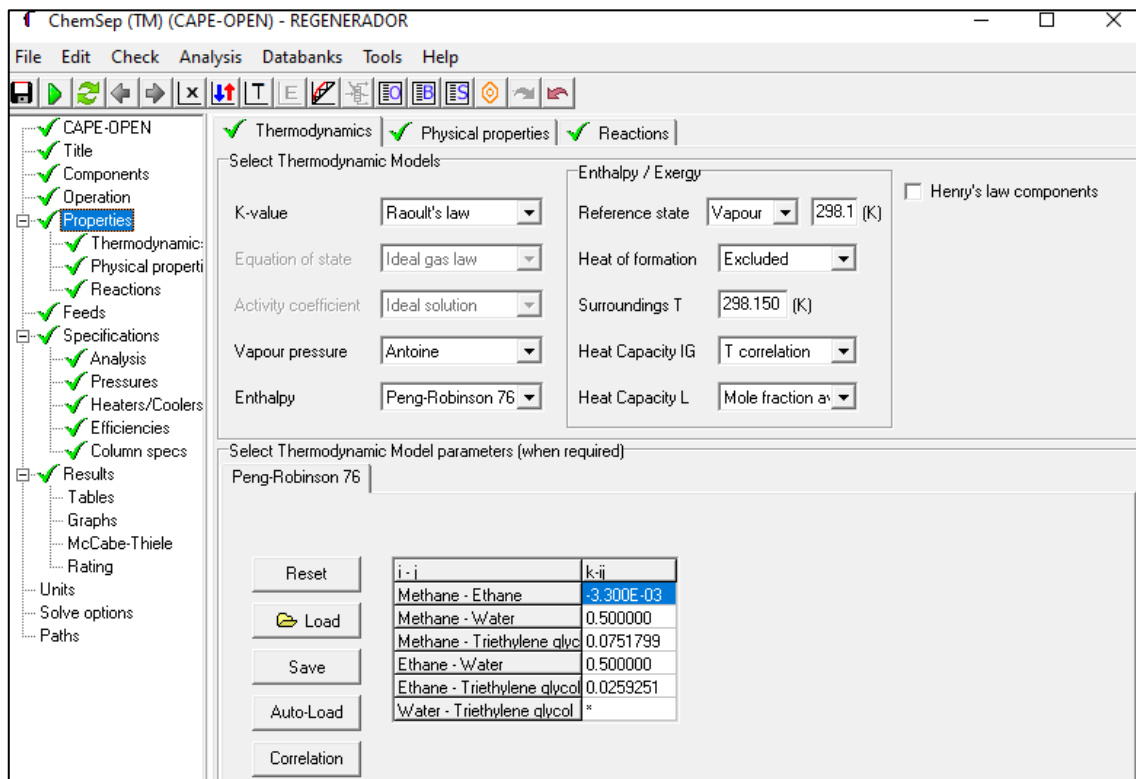 ChemSep (TM) (CAPE-OPEN) - REGENERADOR
File Edit Check Analysis Databanks Tools Help
CAPE-OPEN
Title
Components
Operation
Properties
Thermodynamic:
Physical properti
Reactions
Feeds
Specifications
Analysis
Pressures
Heaters/Coolers
Efficiencies
Column specs
Results
Tables
Graphs
McCabe-Thiele
Rating
Units
Solve options
Paths
Thermodynamics Physical properties Reactions
Select Thermodynamic Models
K-value Raoult's law
Equation of state Ideal gas law
Activity coefficient Ideal solution
Vapour pressure Antoine
Enthalpy Peng-Robinson 76
Enthalpy / Exergy
Reference state Vapour 298.1 (K)
Heat of formation Excluded
Surroundings T 298.150 (K)
Heat Capacity IG T correlation
Heat Capacity L Mole fraction av
Henry's law components
Select Thermodynamic Model parameters (when required)
Peng-Robinson 76
Reset
Load
Save
Auto-Load
Correlation
i - j k-ij
Methane - Ethane -3.300E-03
Methane - Water 0.500000
Methane - Triethylene glyc 0.0751799
Ethane - Water 0.500000
Ethane - Triethylene glycol 0.0259251
Water - Triethylene glycol *